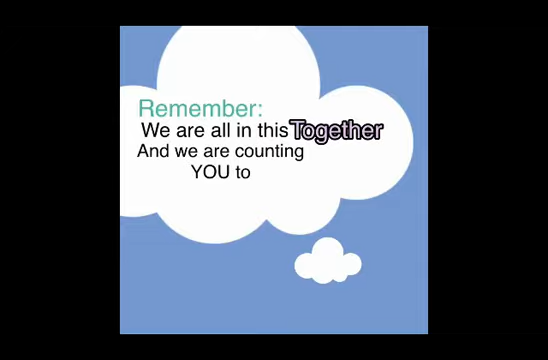 Remember:
We are all in this Together
And we are counting
YOU to